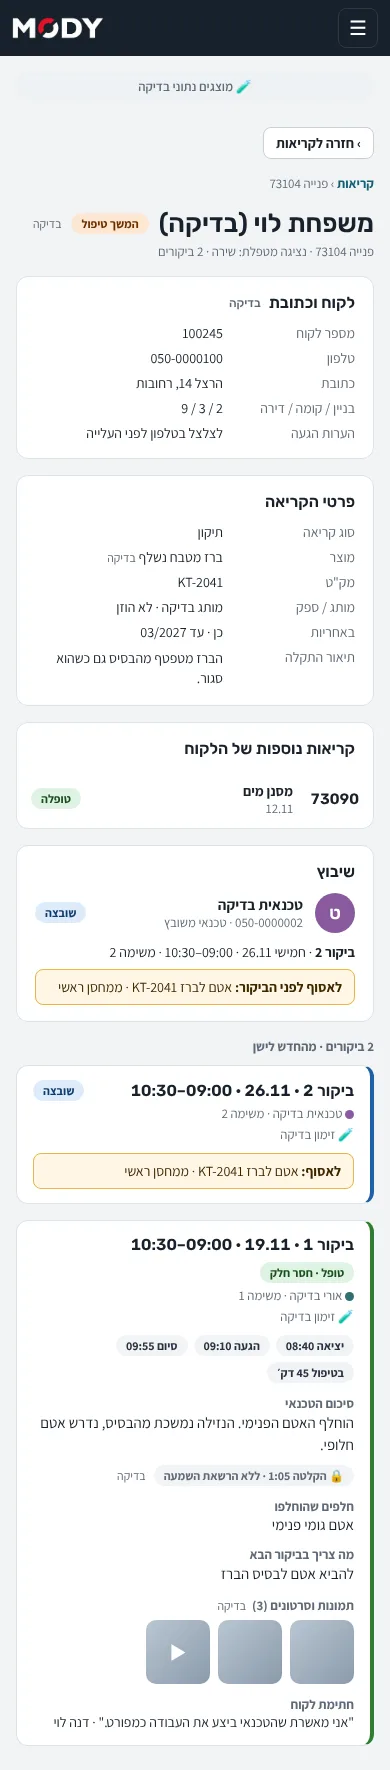 MODY
☰
🧪 מוצגים נתוני בדיקה
› חזרה לקריאות
קריאות › פנייה 73104
משפחת לוי (בדיקה) המשך טיפול בדיקה
פנייה 73104 · נציגה מטפלת: שירה · 2 ביקורים
לקוח וכתובת בדיקה
מספר לקוח 100245
טלפון 050-0000100
כתובת הרצל 14, רחובות
בניין / קומה / דירה 2 / 3 / 9
הערות הגעה לצלצל בטלפון לפני העלייה
פרטי הקריאה
סוג קריאה תיקון
מוצר ברז מטבח נשלף בדיקה
מק"ט KT-2041
מותג / ספק מותג בדיקה · לא הוזן
באחריות כן · עד 03/2027
תיאור התקלה הברז מטפטף מהבסיס גם כשהוא
סגור.
קריאות נוספות של הלקוח
73090 מסנן מים טופלה
12.11
שיבוץ
ט טכנאית בדיקה שובצה
050-0000002 · טכנאי משובץ
ביקור 2 · חמישי 26.11 · 09:00–10:30 · משימה 2
לאסוף לפני הביקור: אטם לברז KT-2041 · ממחסן ראשי
2 ביקורים · מהחדש לישן
ביקור 2 · 26.11 · 09:00–10:30 שובצה
טכנאית בדיקה · משימה 2
🧪 זימון בדיקה
לאסוף: אטם לברז KT-2041 · ממחסן ראשי
ביקור 1 · 19.11 · 09:00–10:30
טופל · חסר חלק
אורי בדיקה · משימה 1
🧪 זימון בדיקה
יציאה 08:40 הגעה 09:10 סיום 09:55
בטיפול 45 דק׳
סיכום הטכנאי
הוחלף האטם הפנימי. הנזילה נמשכת מהבסיס, נדרש אטם
חלופי.
🔒 הקלטה 1:05 · ללא הרשאת השמעה בדיקה
חלפים שהוחלפו
אטם גומי פנימי
מה צריך בביקור הבא
להביא אטם לבסיס הברז
תמונות וסרטונים (3) בדיקה
חתימת לקוח
"אני מאשרת שהטכנאי ביצע את העבודה כמפורט." · דנה לוי